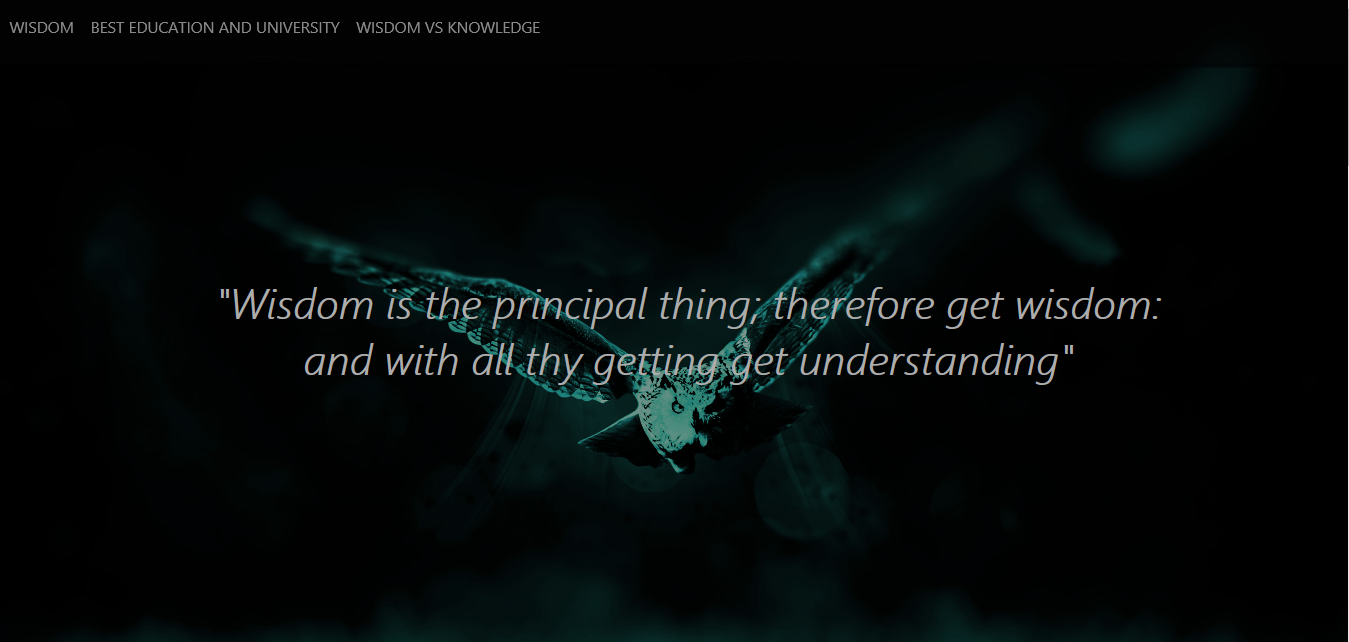 WISDOM BEST EDUCATION AND UNIVERSITY WISDOM VS KNOWLEDGE
"Wisdom is the principal thing; therefore get wisdom:
and with all thy getting get understanding"